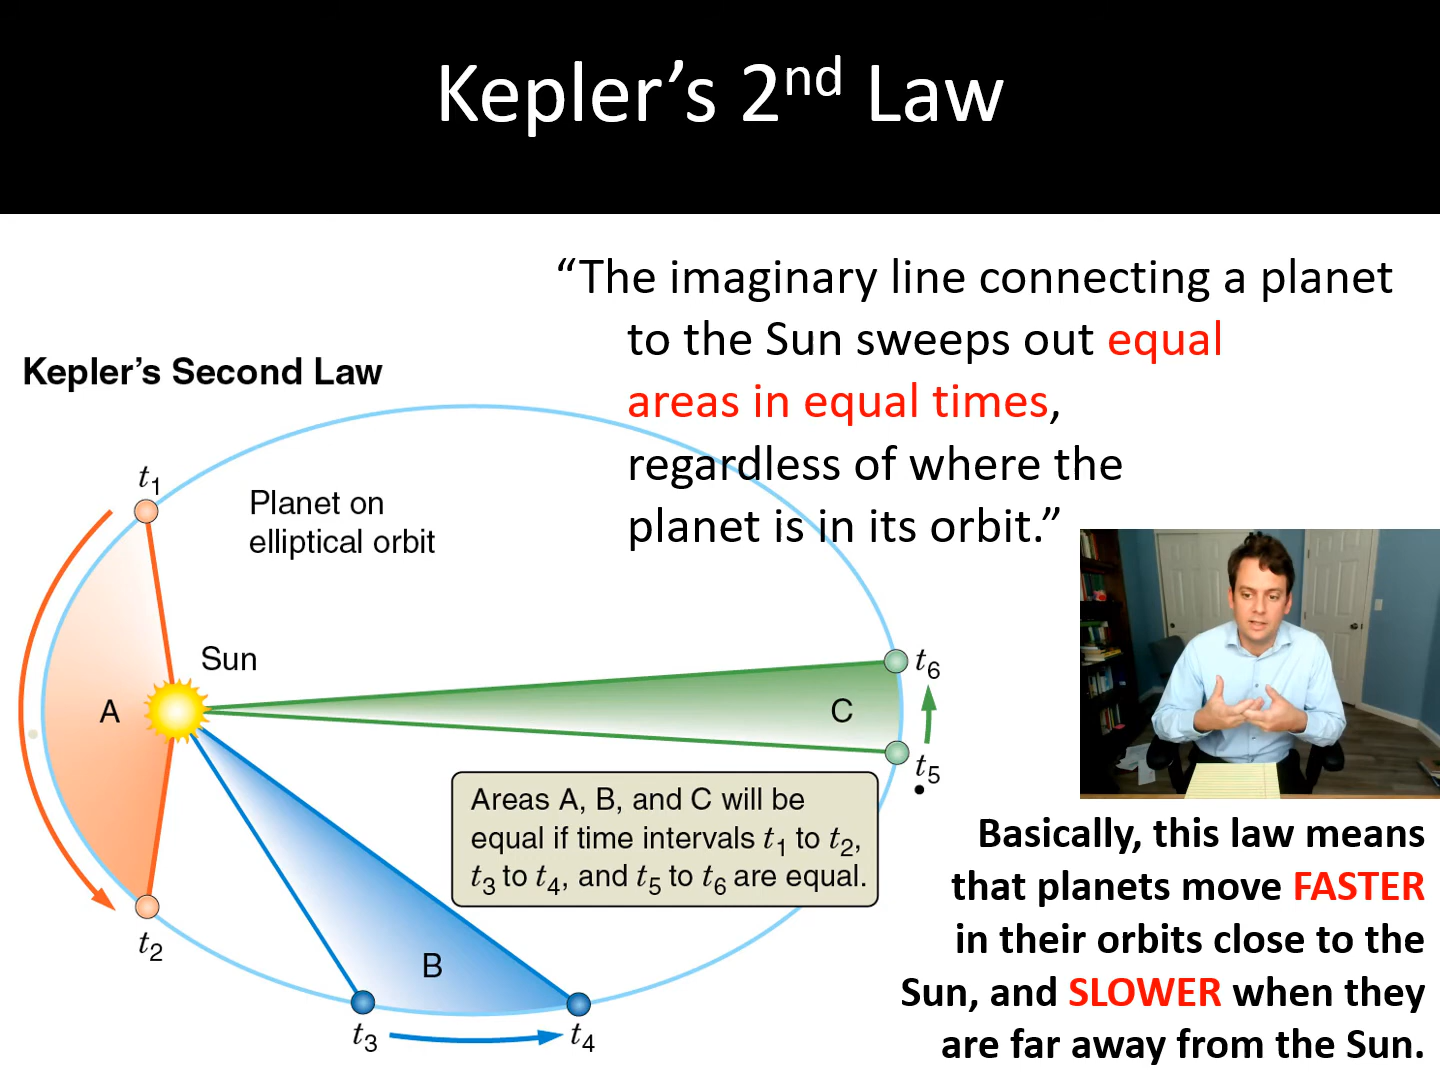 Kepler’s 2nd Law
“The imaginary line connecting a planet
to the Sun sweeps out equal
areas in equal times,
regardless of where the
planet is in its orbit.”
Kepler’s Second Law
t1
Planet on
elliptical orbit
Sun
t6
A
C
t5
Areas A, B, and C will be
equal if time intervals t1 to t2,
t3 to t4, and t5 to t6 are equal.
t2
B
t3
t4
Basically, this law means
that planets move FASTER
in their orbits close to the
Sun, and SLOWER when they
are far away from the Sun.